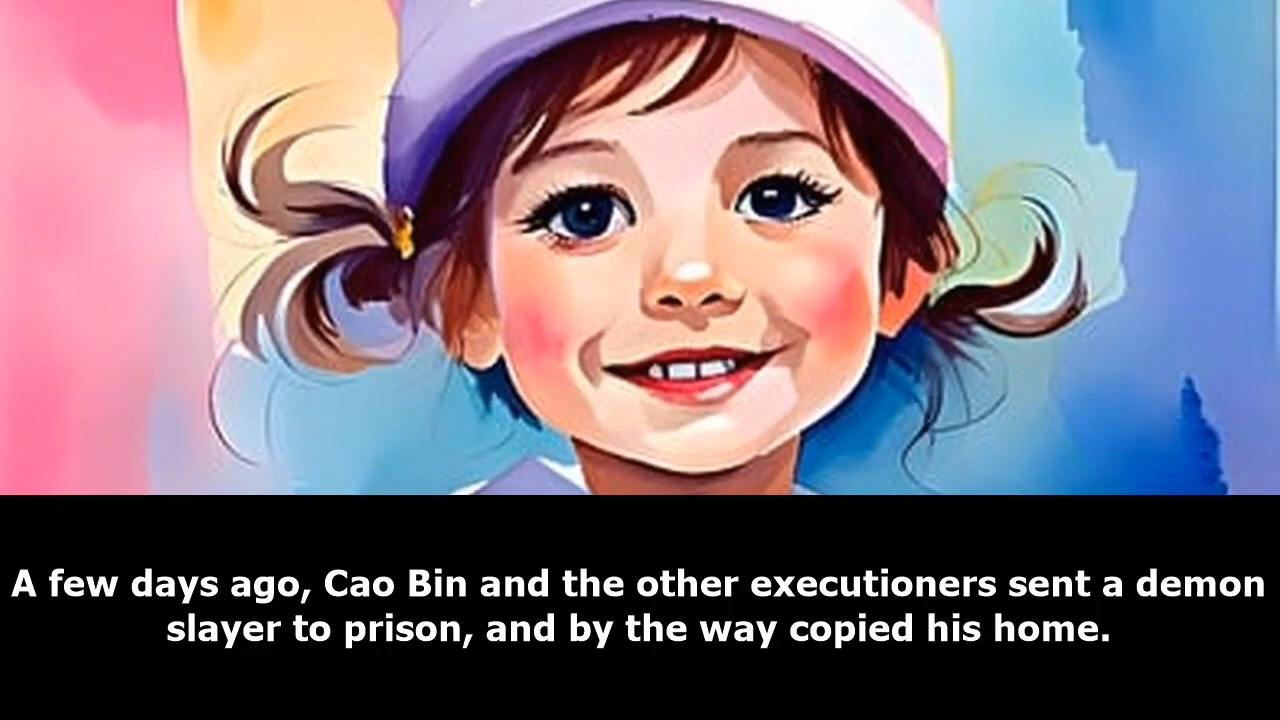 A few days ago, Cao Bin and the other executioners sent a demon
slayer to prison, and by the way copied his home.